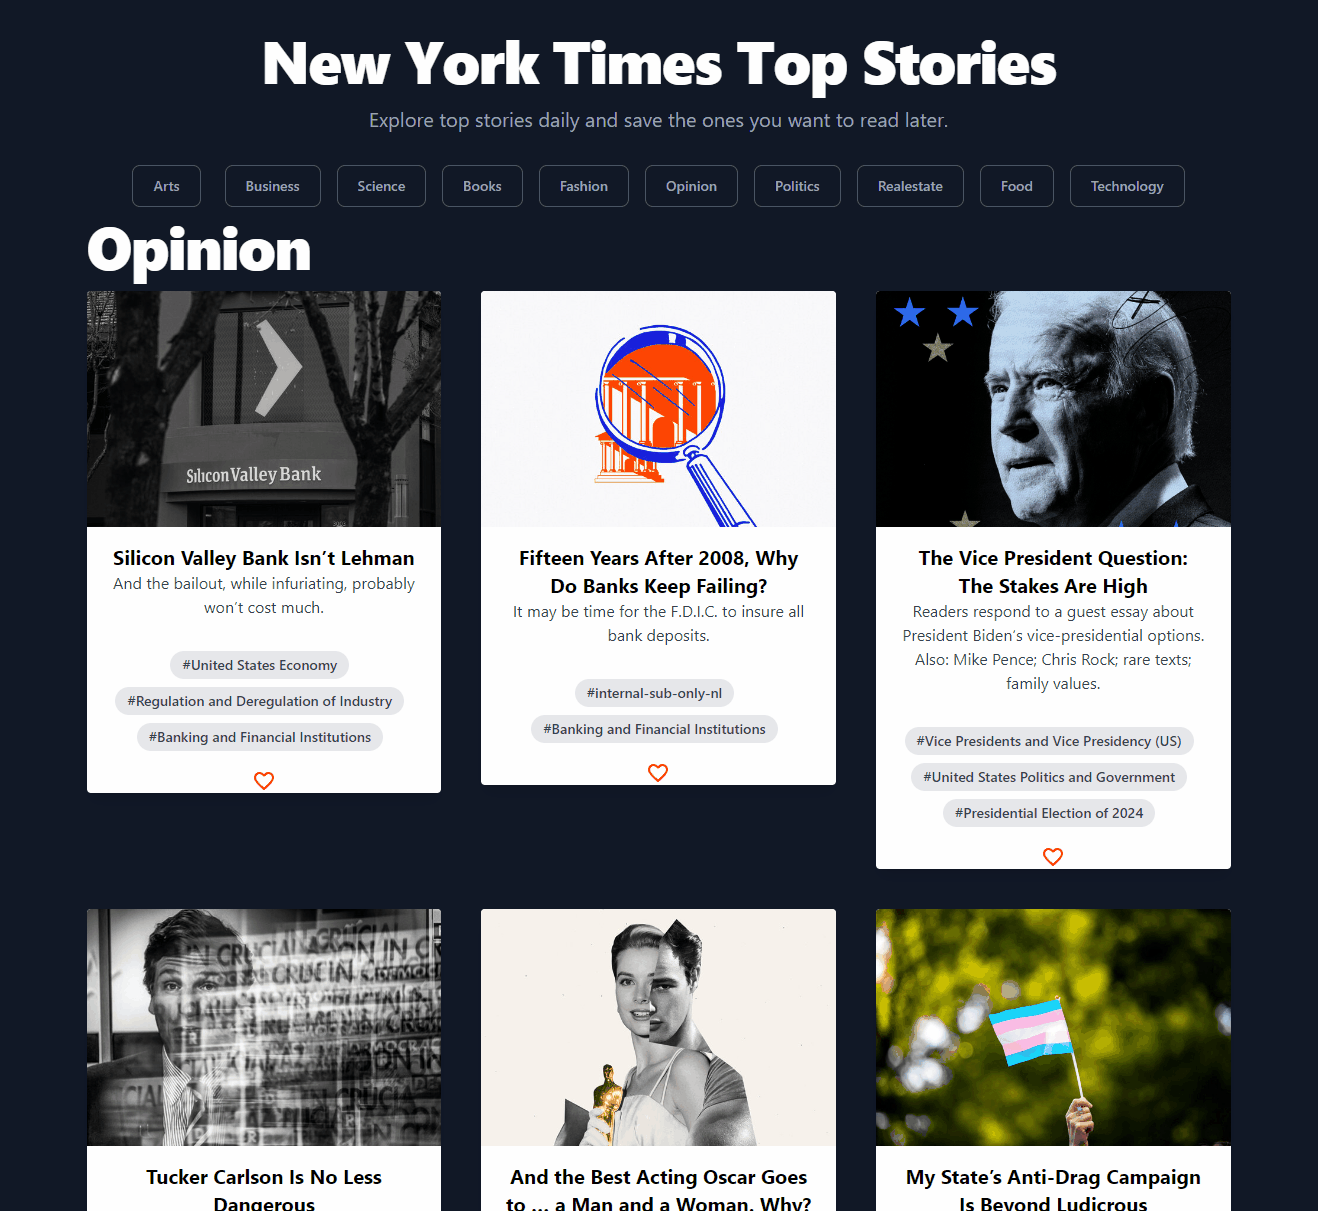 New York Times Top Stories
Explore top stories daily and save the ones you want to read later.
Arts Business Science Books Fashion Opinion Politics Realestate Food Technology
Opinion
Silicon Valley Bank
Silicon Valley Bank Isn’t Lehman
And the bailout, while infuriating, probably
won’t cost much.
#United States Economy
#Regulation and Deregulation of Industry
#Banking and Financial Institutions
Fifteen Years After 2008, Why
Do Banks Keep Failing?
It may be time for the F.D.I.C. to insure all
bank deposits.
#internal-sub-only-nl
#Banking and Financial Institutions
The Vice President Question:
The Stakes Are High
Readers respond to a guest essay about
President Biden’s vice-presidential options.
Also: Mike Pence; Chris Rock; rare texts;
family values.
#Vice Presidents and Vice Presidency (US)
#United States Politics and Government
#Presidential Election of 2024
Tucker Carlson Is No Less
Dangerous
And the Best Acting Oscar Goes
to ... a Man and a Woman. Why?
My State’s Anti-Drag Campaign
Is Beyond Ludicrous